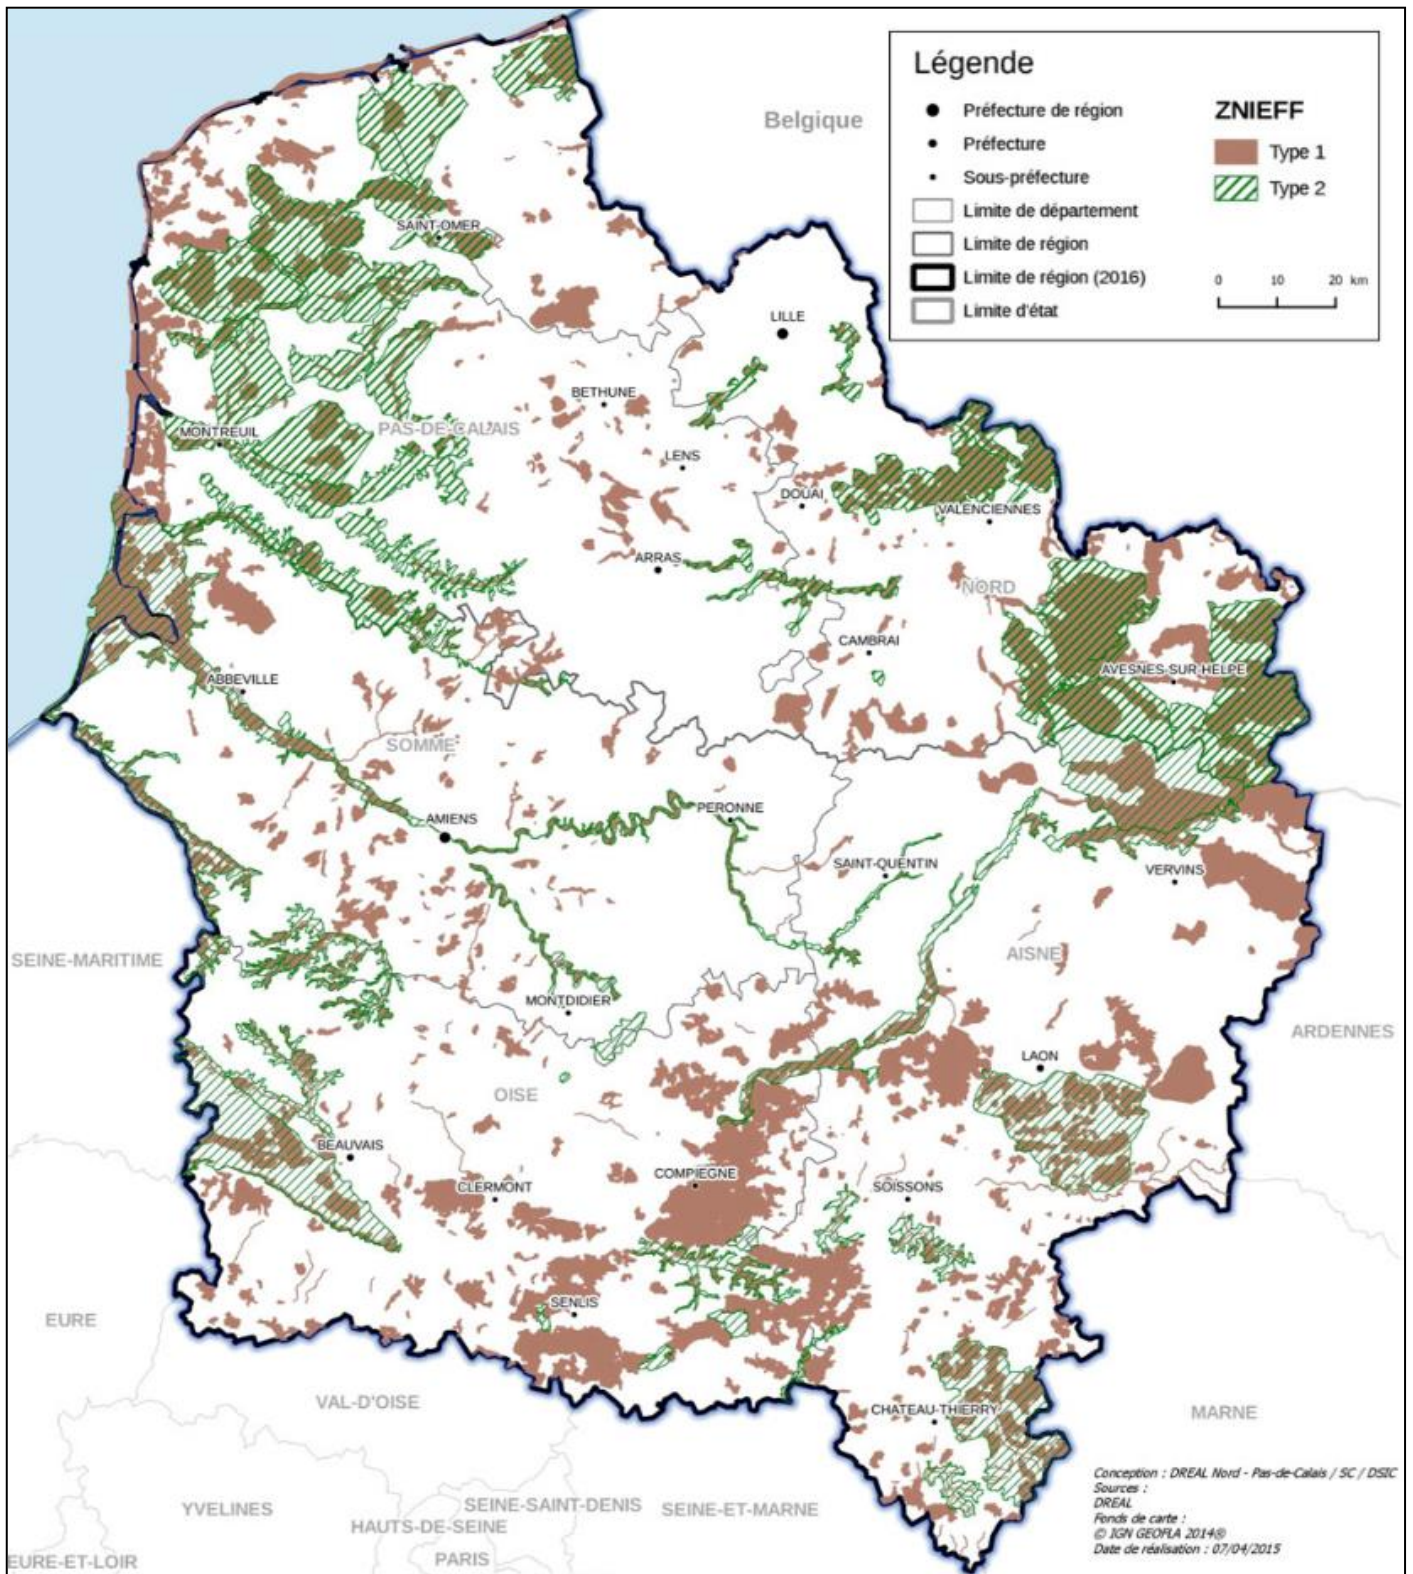 Légende
Préfecture de région
Préfecture
Sous-préfecture
Limite de département
Limite de région
Limite de région (2016)
Limite d'état
ZNIEFF
Type 1
Type 2
0 10 20 km
Belgique
SAINT-OMER
LILLE
BETHUNE
PAS-DE-CALAIS
MONTREUIL
LENS
DOUAI
VALENCIENNES
ARRAS
NORD
CAMBRAI
AVESNES-SUR-HELPE
ABBEVILLE
SOMME
AMIENS
PERONNE
SAINT-QUENTIN
VERVINS
SEINE-MARITIME
AISNE
MONTDIDIER
ARDENNES
LAON
OISE
BEAUVAIS
COMPIEGNE
CLERMONT
SOISSONS
SENLIS
EURE
VAL-D'OISE
CHATEAU-THIERRY
MARNE
YVELINES
SEINE-SAINT-DENIS
SEINE-ET-MARNE
HAUTS-DE-SEINE
PARIS
EURE-ET-LOIR
Conception : DREAL Nord - Pas-de-Calais / SC / DSIC
Sources :
DREAL
Fonds de carte :
© IGN GEOFLA 2014®
Date de réalisation : 07/04/2015